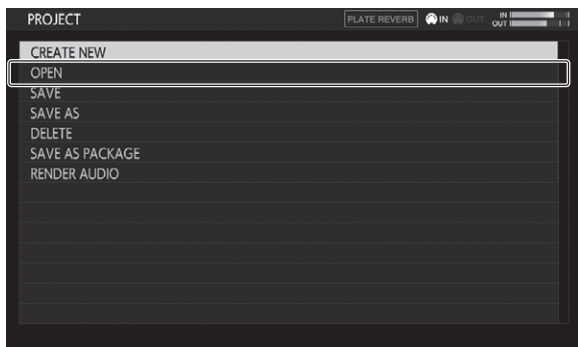 PROJECT PLATE REVERB IN OUT IN
OUT
CREATE NEW
OPEN
SAVE
SAVE AS
DELETE
SAVE AS PACKAGE
RENDER AUDIO